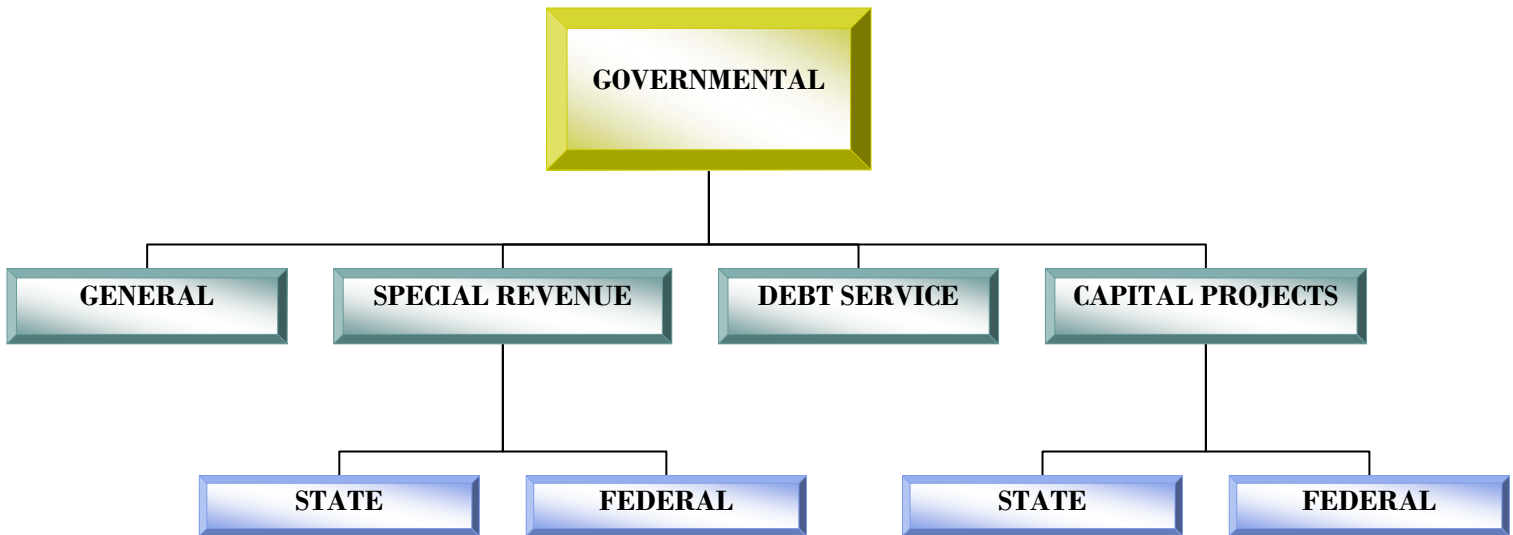 GOVERNMENTAL
GENERAL
SPECIAL REVENUE
DEBT SERVICE
CAPITAL PROJECTS
STATE
FEDERAL
STATE
FEDERAL